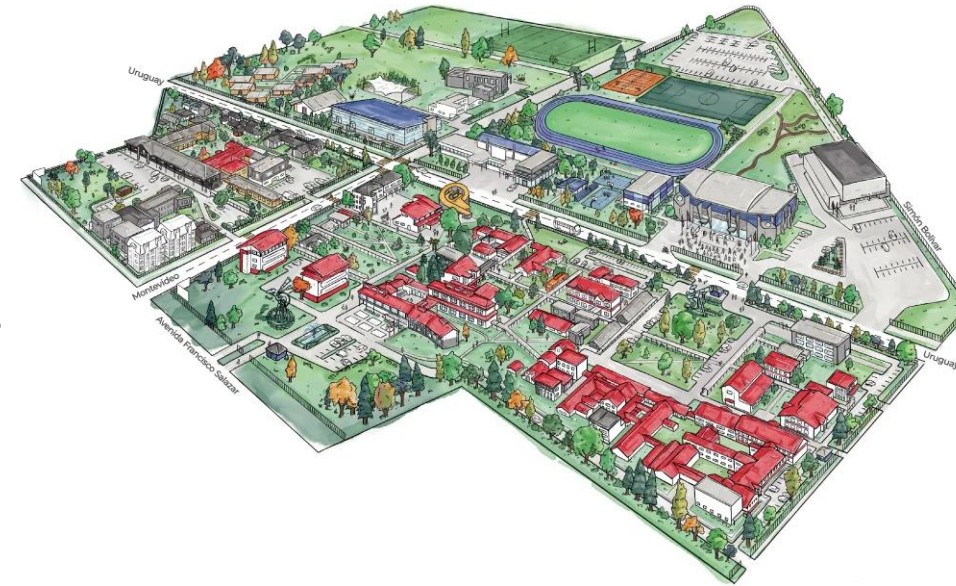 Uruguay
Simón Bolívar
Montevideo
Avenida Francisco Salazar
Uruguay